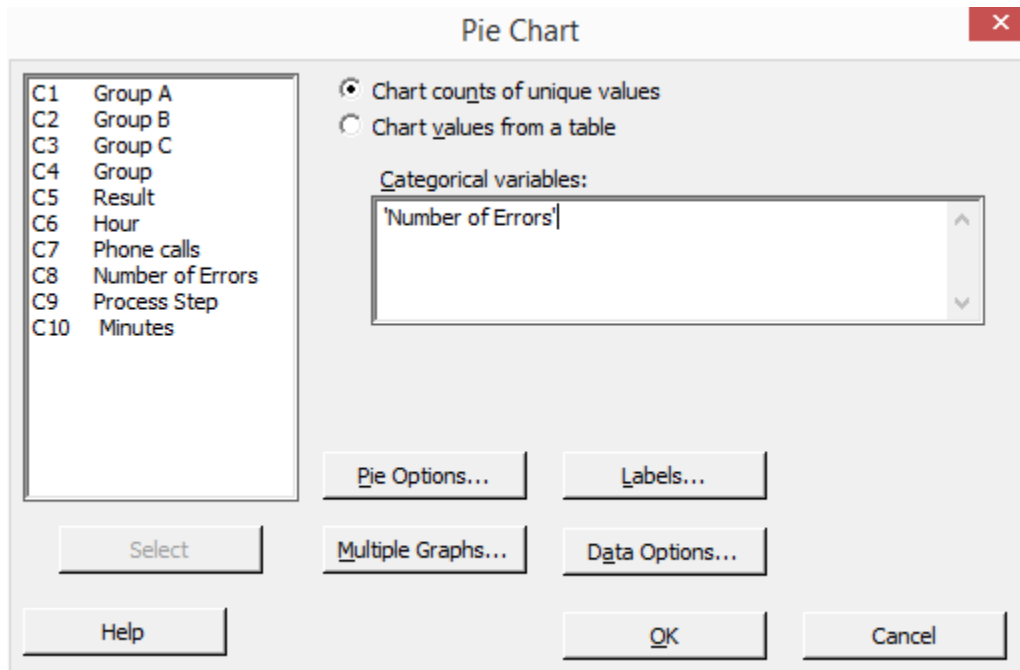 Pie Chart
C1 Group A
C2 Group B
C3 Group C
C4 Group
C5 Result
C6 Hour
C7 Phone calls
C8 Number of Errors
C9 Process Step
C10 Minutes
Chart counts of unique values
Chart values from a table
Categorical variables:
'Number of Errors'
Pie Options...
Labels...
Select
Multiple Graphs...
Data Options...
Help
OK
Cancel